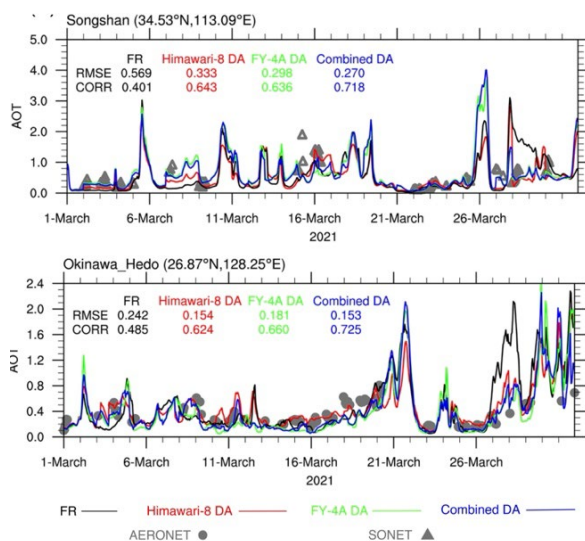 Songshan (34.53°N,113.09°E)
5.0
FR Himawari-8 DA FY-4A DA Combined DA
RMSE 0.569 0.333 0.298 0.270
4.0
CORR 0.401 0.643 0.636 0.718
3.0
AOT
2.0
1.0
0.0
1-March 6-March 11-March 16-March 21-March 26-March
2021
Okinawa_Hedo (26.87°N,128.25°E)
2.4
FR Himawari-8 DA FY-4A DA Combined DA
RMSE 0.242 0.154 0.181 0.153
2.0
CORR 0.485 0.624 0.660 0.725
1.6
AOT
1.2
0.8
0.4
0.0
1-March 6-March 11-March 16-March 21-March 26-March
2021
FR Himawari-8 DA FY-4A DA Combined DA
AERONET SONET